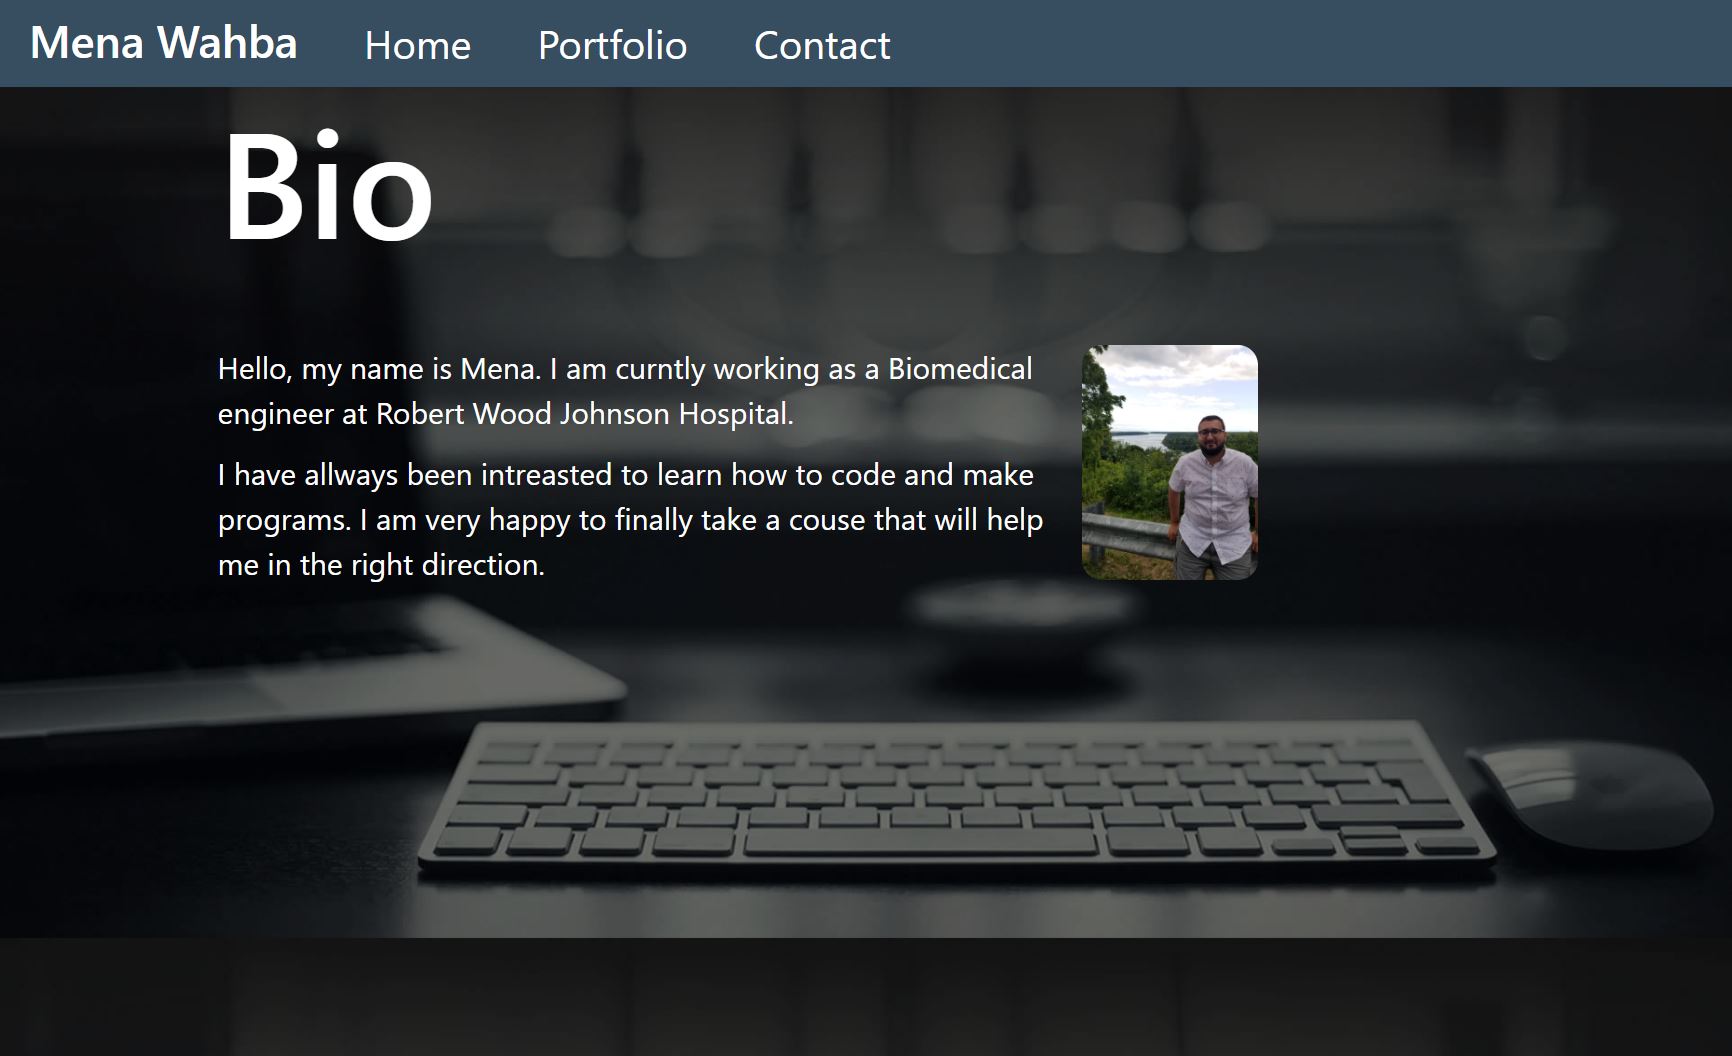 Mena Wahba Home Portfolio Contact
Bio
Hello, my name is Mena. I am curntly working as a Biomedical
engineer at Robert Wood Johnson Hospital.
I have allways been intreasted to learn how to code and make
programs. I am very happy to finally take a couse that will help
me in the right direction.